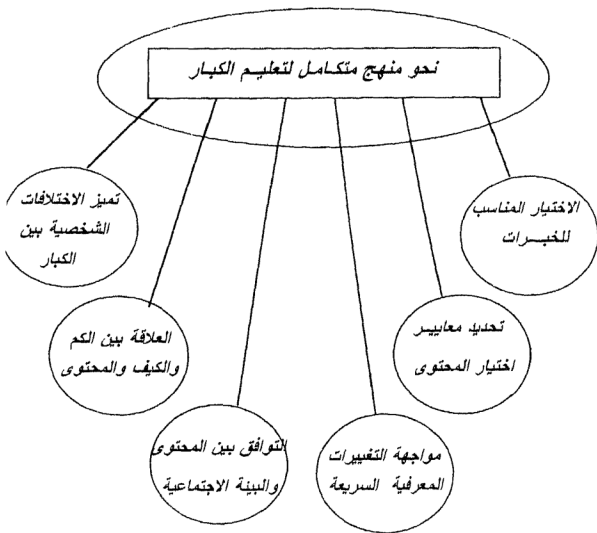 نحو منهج متكامل لتعليم الكبار
الاختيار المناسب
للخبرات
تحديد معايير
اختيار المحتوى
مواجهة التغييرات
المعرفية السريعة
التوافق بين المحتوى
والبيئة الاجتماعية
العلاقة بين الكم
والكيف والمحتوى
تميز الاختلافات
الشخصية بين
الكبار